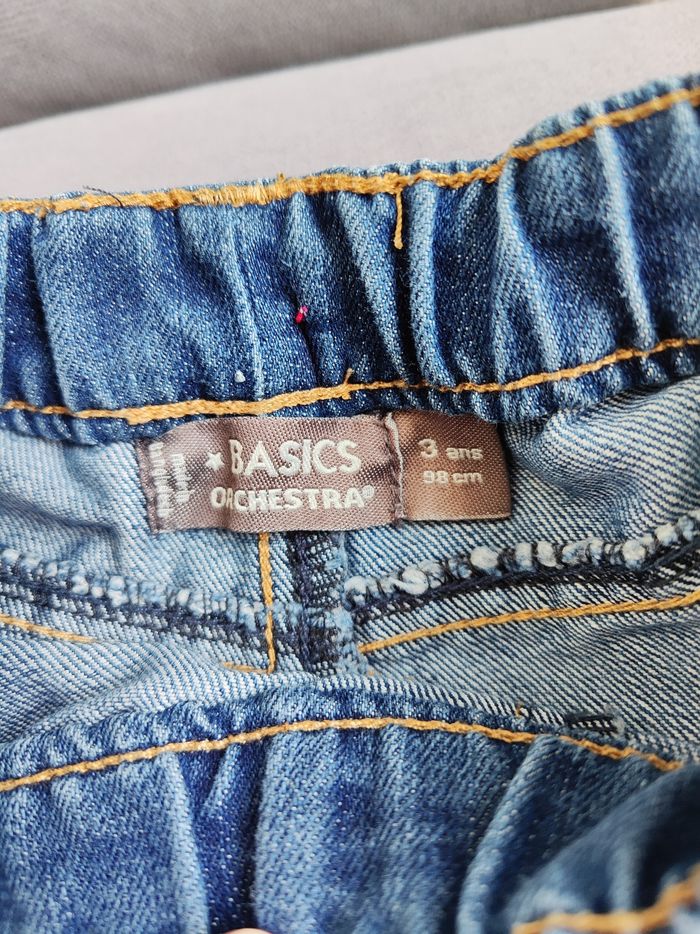 ★ BASICS
ORCHESTRA®
3 ans
98 cm